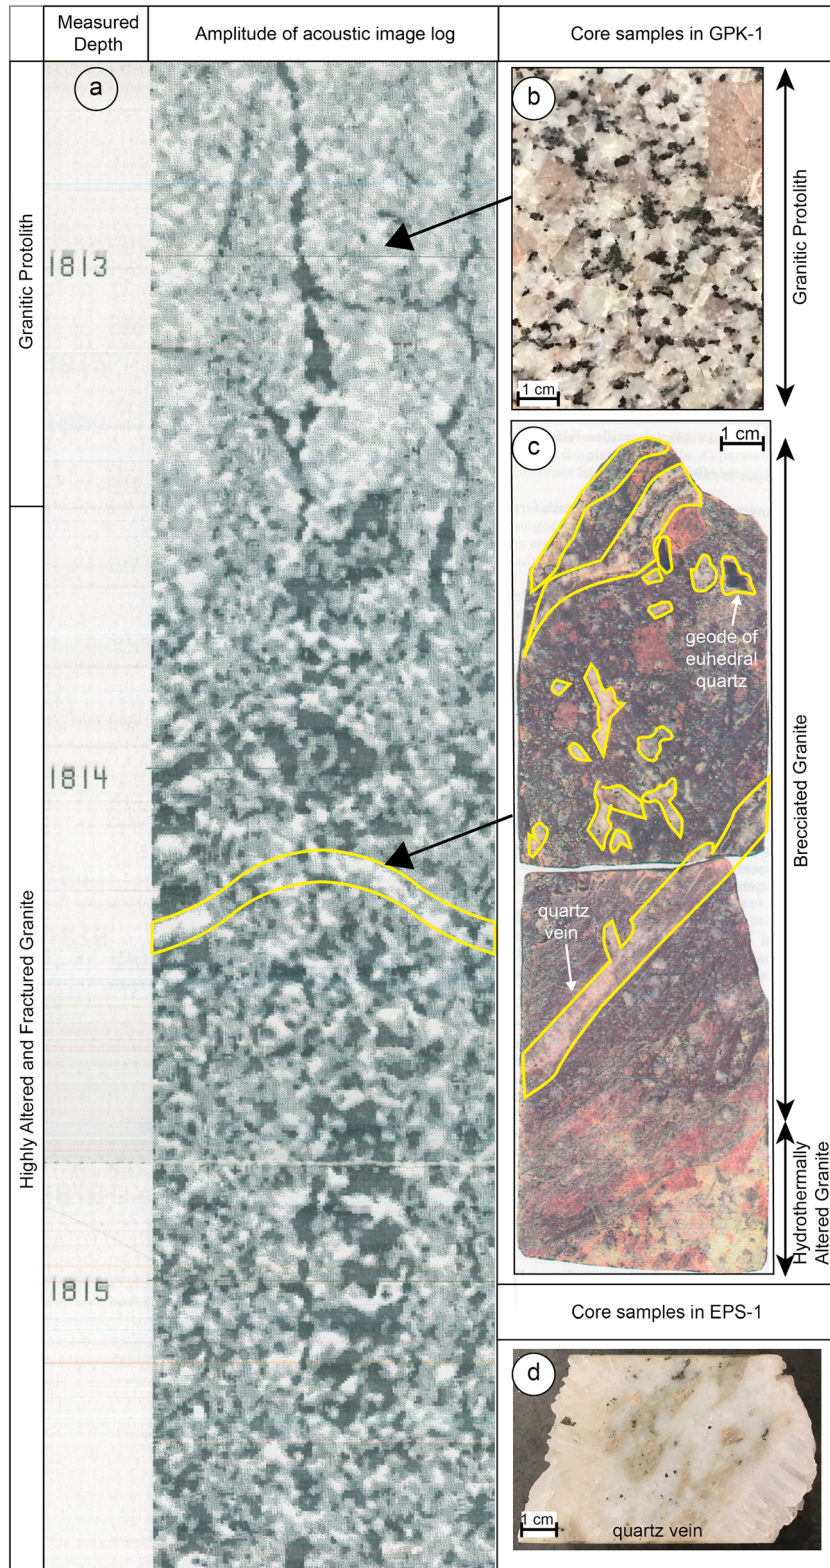 Measured
Depth
Amplitude of acoustic image log
Core samples in GPK-1
a
Granitic Protolith
1813
1814
1815
Highly Altered and Fractured Granite
b
1 cm
Granitic Protolith
c
1 cm
geode of
euhedral
quartz
quartz
vein
Brecciated Granite
Hydrothermally
Altered Granite
Core samples in EPS-1
d
1 cm
quartz vein